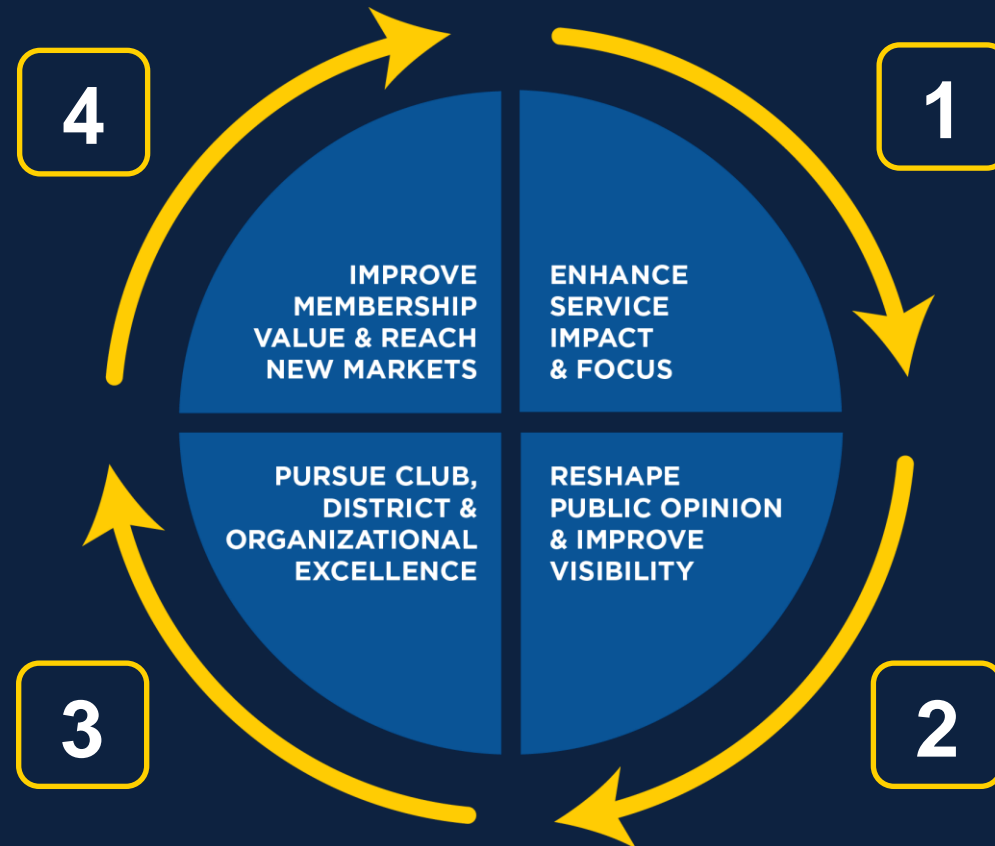 4
1
IMPROVE
MEMBERSHIP
VALUE & REACH
NEW MARKETS
ENHANCE
SERVICE
IMPACT
& FOCUS
PURSUE CLUB,
DISTRICT &
ORGANIZATIONAL
EXCELLENCE
RESHAPE
PUBLIC OPINION
& IMPROVE
VISIBILITY
3
2